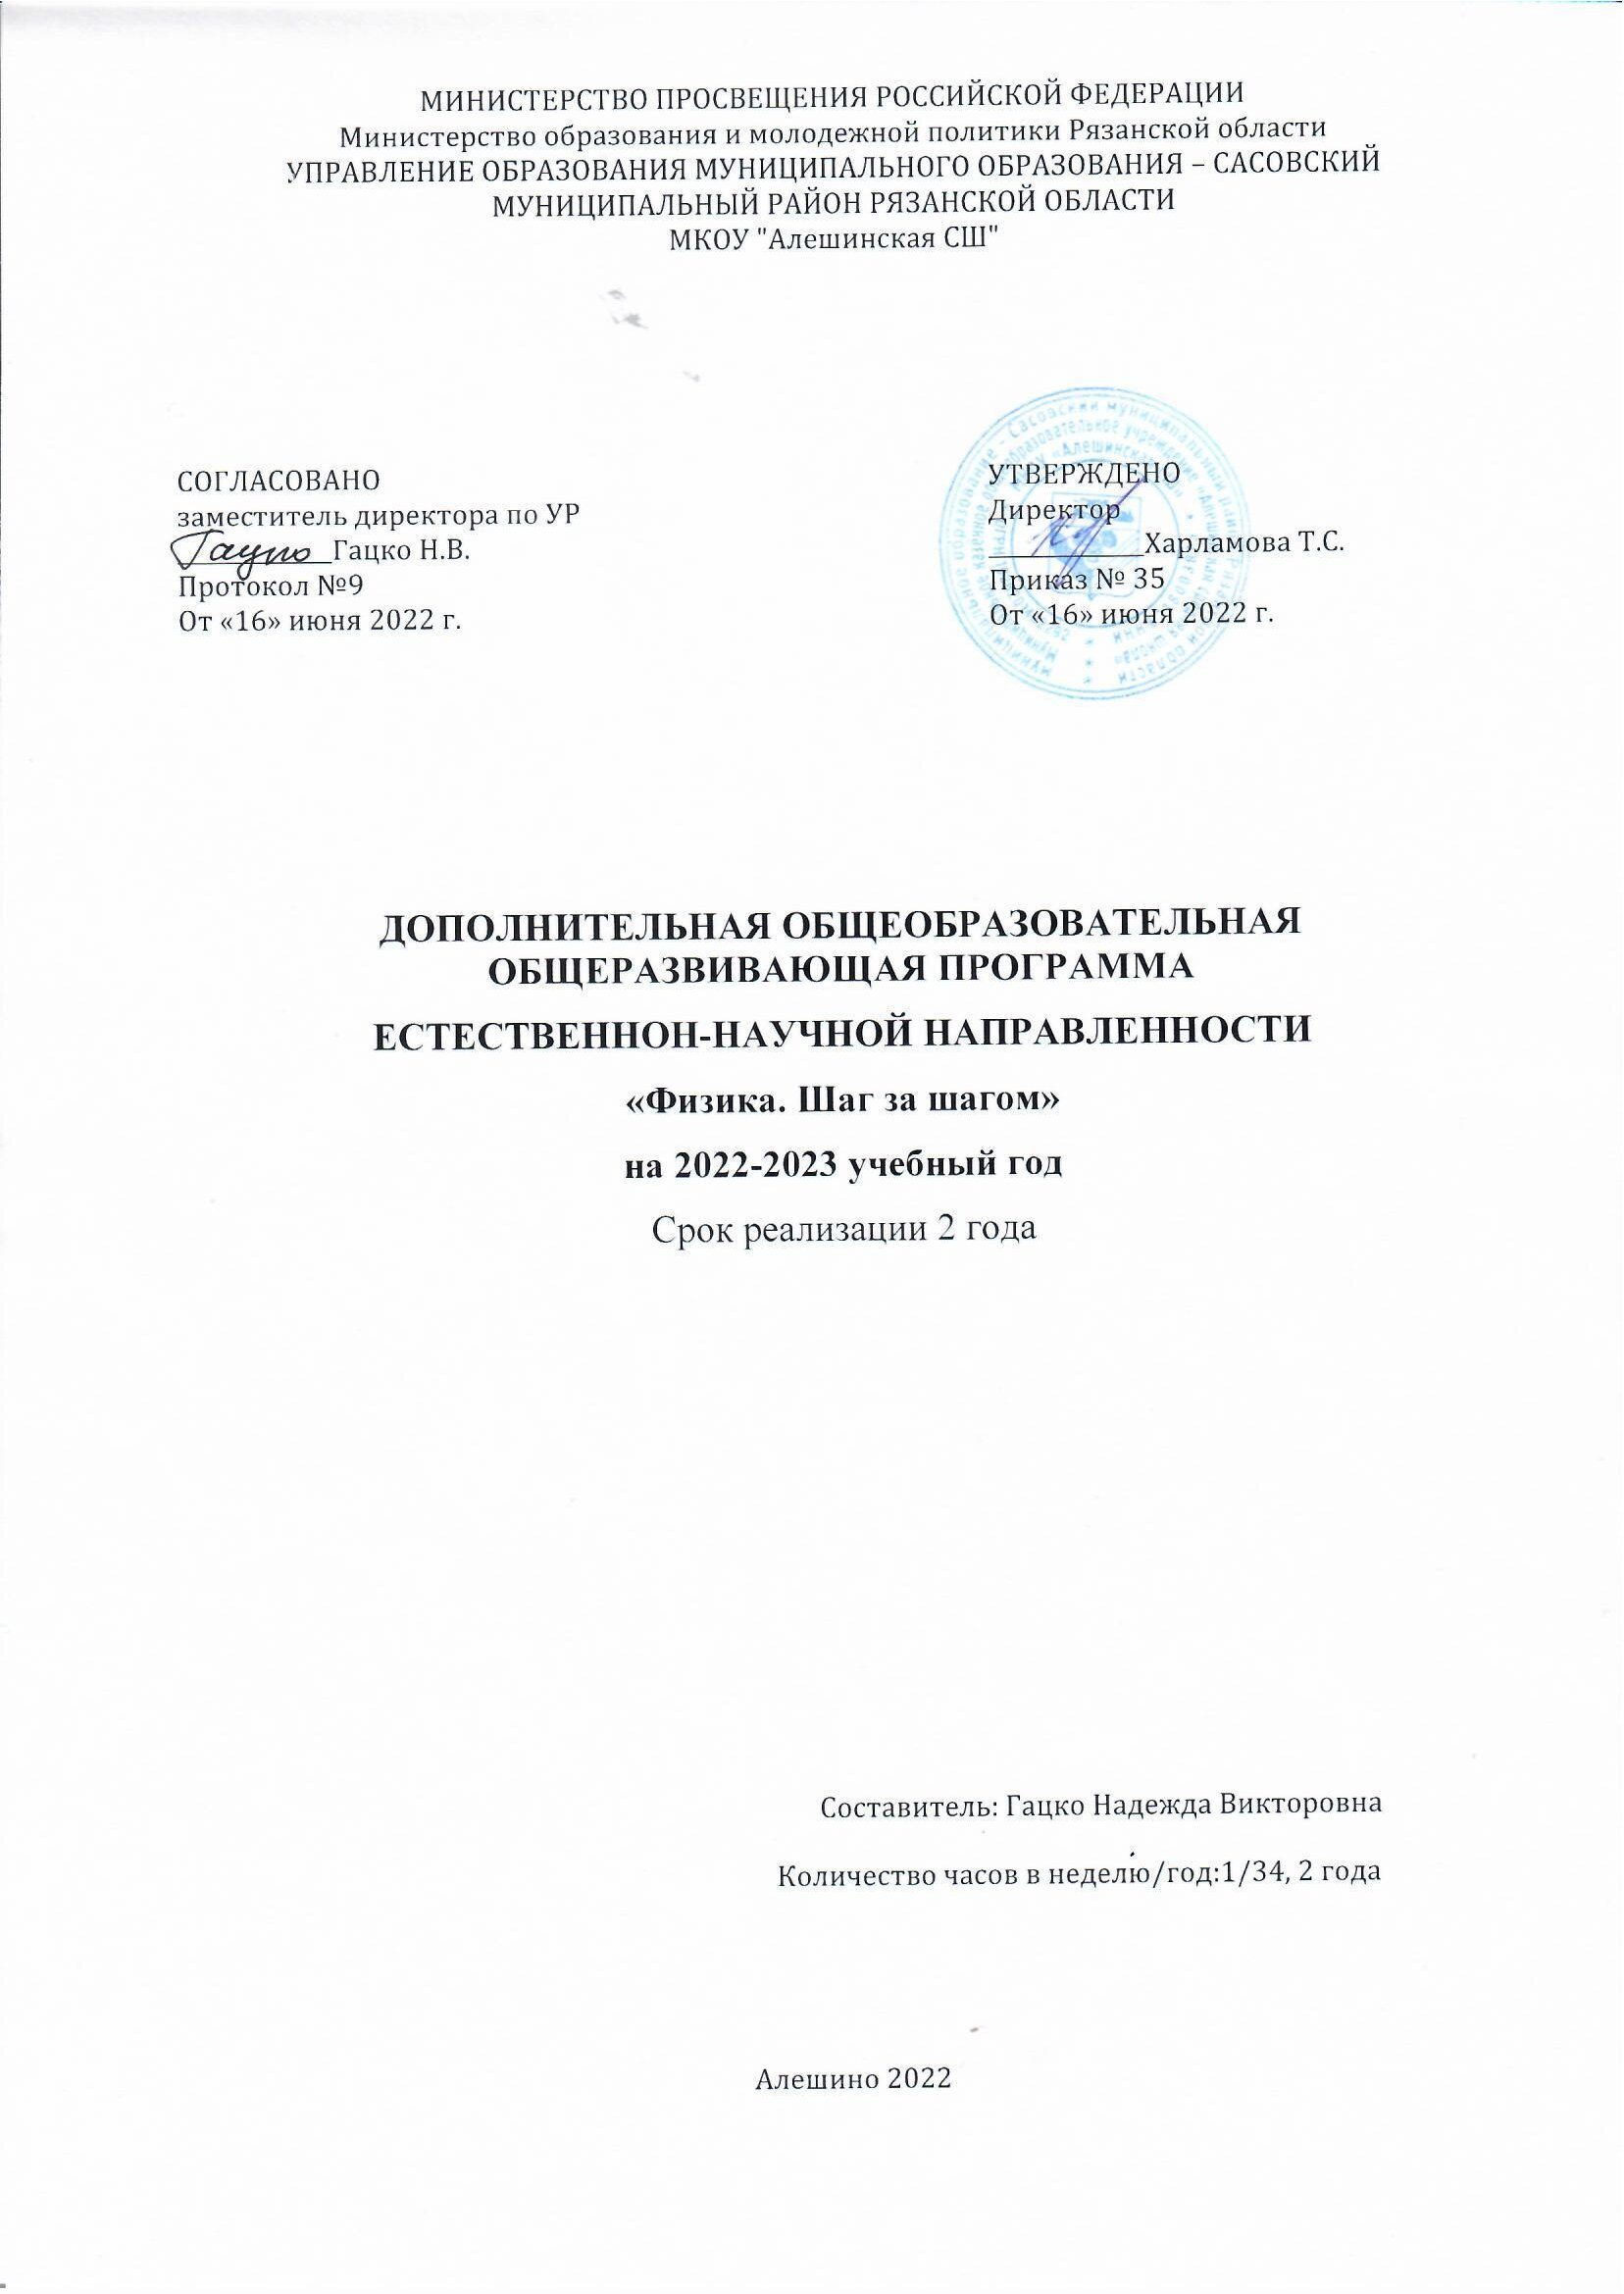 МИНИСТЕРСТВО ПРОСВЕЩЕНИЯ РОССИЙСКОЙ ФЕДЕРАЦИИ
Министерство образования и молодежной политики Рязанской области
УПРАВЛЕНИЕ ОБРАЗОВАНИЯ МУНИЦИПАЛЬНОГО ОБРАЗОВАНИЯ – САСОВСКИЙ
МУНИЦИПАЛЬНЫЙ РАЙОН РЯЗАНСКОЙ ОБЛАСТИ
МКОУ "Алешинская СШ"
СОГЛАСОВАНО
заместитель директора по УР
Гацко Гацко Н.В.
Протокол №9
От «16» июня 2022 г.
УТВЕРЖДЕНО
Директор
Харламова Т.С.
Приказ № 35
От «16» июня 2022 г.
ДОПОЛНИТЕЛЬНАЯ ОБЩЕОБРАЗОВАТЕЛЬНАЯ
ОБЩЕРАЗВИВАЮЩАЯ ПРОГРАММА
ЕСТЕСТВЕННОН-НАУЧНОЙ НАПРАВЛЕННОСТИ
«Физика. Шаг за шагом»
на 2022-2023 учебный год
Срок реализации 2 года
Составитель: Гацко Надежда Викторовна
Количество часов в неделю/год:1/34, 2 года
Алешино 2022